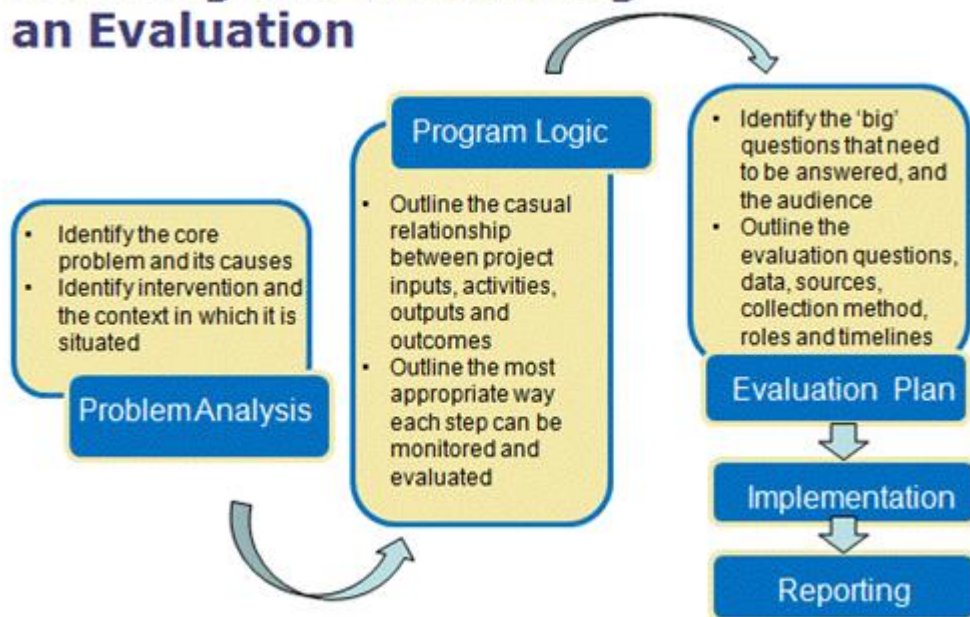 an Evaluation
• Identify the core
problem and its causes
• Identify intervention and
the context in which it is
situated
Problem Analysis
Program Logic
• Outline the casual
relationship
between project
inputs, activities,
outputs and
outcomes
• Outline the most
appropriate way
each step can be
monitored and
evaluated
• Identify the ‘big’
questions that need
to be answered, and
the audience
• Outline the
evaluation questions,
data, sources,
collection method,
roles and timelines
Evaluation Plan
Implementation
Reporting